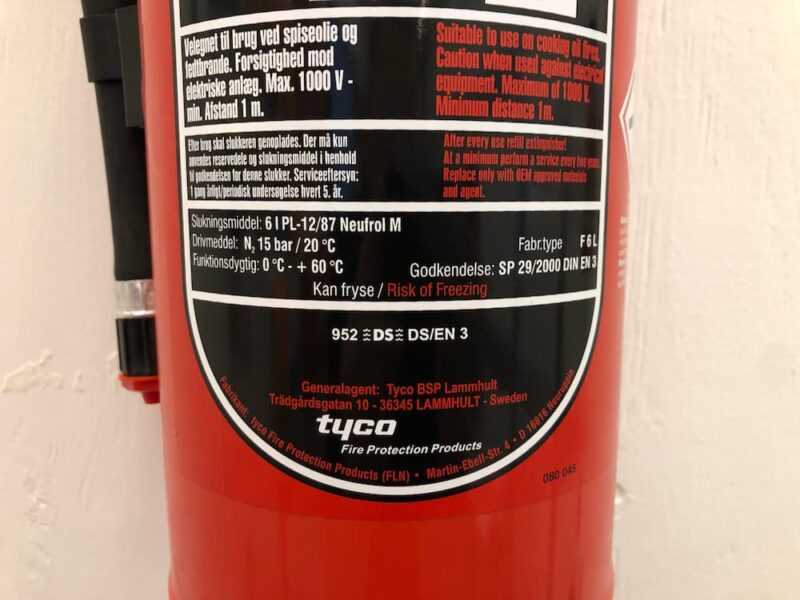 Velegnet til brug ved spiseolie og
fedtbrande. Forsigtighed mod
elektriske anlæg. Max. 1000 V -
min. Afstand 1 m.
Suitable to use on cooking oil fires.
Caution when used against electrical
equipment. Maximum of 1000 V.
Minimum distance 1m.
Efter brug skal slukkeren genoplades. Der må kun
anvendes reservedele og slukningsmiddel i henhold
til godkendelsen for denne slukker. Serviceeftersyn:
1 gang årligt/periodisk undersøgelse hvert 5. år.
After every use refill extinguisher!
At a minimum perform a service every two years.
Replace only with OEM approved materials
and agent.
Slukningsmiddel: 6 l PL-12/87 Neufrol M
Drivmeddel: N2 15 bar / 20 °C
Fabr.type F 6 L
Funktionsdygtig: 0 °C - + 60 °C
Godkendelse: SP 29/2000 DIN EN 3
Kan fryse / Risk of Freezing
952 DS DS/EN 3
Generalagent: Tyco BSP Lammhult
Trädgårdsgatan 10 - 36345 LAMMHULT - Sweden
tyco
Fire Protection Products
Fabrikant: tyco Fire Protection Products (FLN) • Martin-Ebell-Str. 4 • D 16816 Neuruppin
080 045